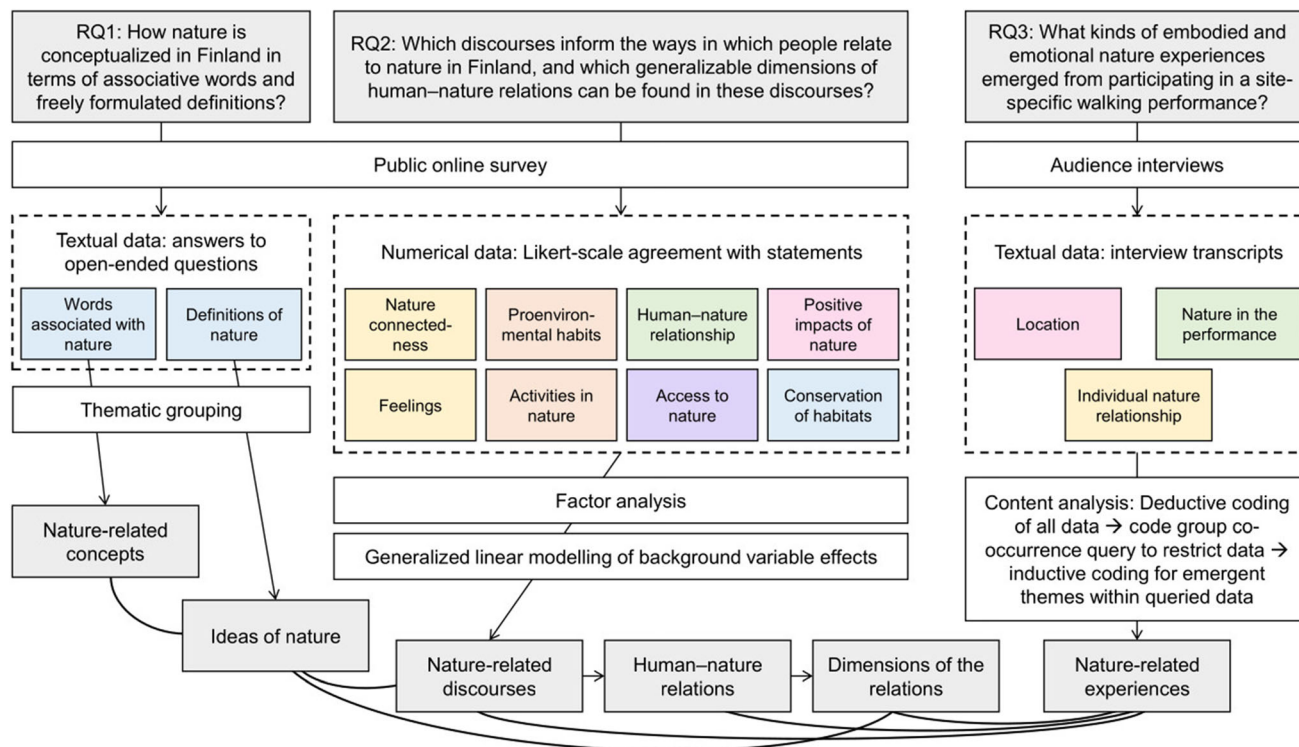 RQ1: How nature is
conceptualized in Finland in
terms of associative words and
freely formulated definitions?
RQ2: Which discourses inform the ways in which people relate
to nature in Finland, and which generalizable dimensions of
human–nature relations can be found in these discourses?
RQ3: What kinds of embodied and
emotional nature experiences
emerged from participating in a site-
specific walking performance?
Public online survey
Audience interviews
Textual data: answers to
open-ended questions
Words
associated with
nature
Definitions of
nature
Numerical data: Likert-scale agreement with statements
Nature
connected-
ness
Proenviron-
mental habits
Human–nature
relationship
Positive
impacts of
nature
Feelings
Activities in
nature
Access to
nature
Conservation
of habitats
Textual data: interview transcripts
Location
Nature in the
performance
Individual nature
relationship
Thematic grouping
Factor analysis
Generalized linear modelling of background variable effects
Content analysis: Deductive coding
of all data → code group co-
occurrence query to restrict data →
inductive coding for emergent
themes within queried data
Nature-related
concepts
Ideas of nature
Nature-related
discourses
Human–nature
relations
Dimensions of the
relations
Nature-related
experiences